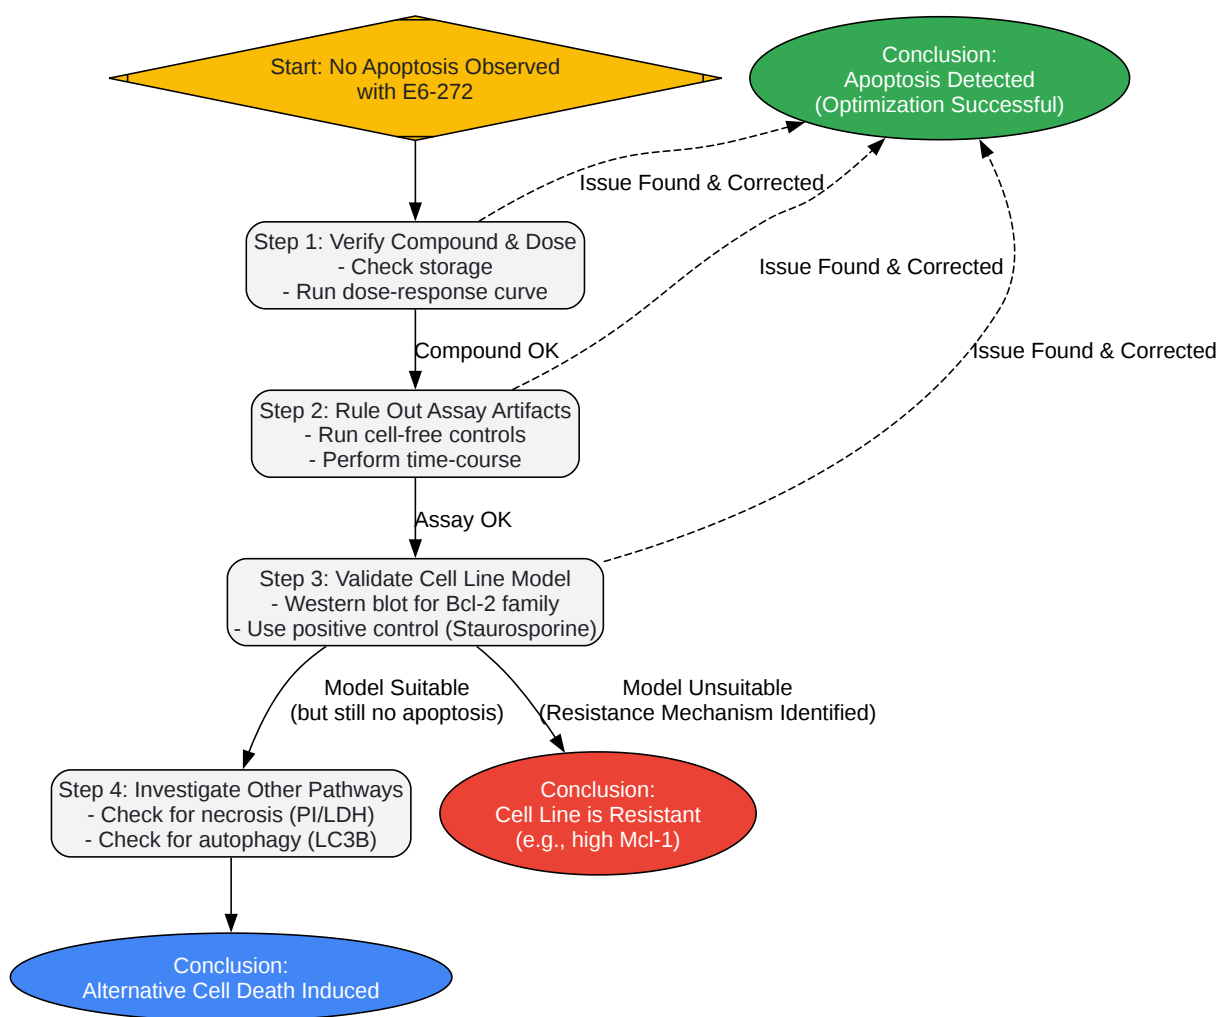 Start: No Apoptosis Observed
with E6-272
Conclusion:
Apoptosis Detected
(Optimization Successful)
Issue Found & Corrected
Step 1: Verify Compound & Dose
- Check storage
- Run dose-response curve
Issue Found & Corrected
Compound OK
Issue Found & Corrected
Step 2: Rule Out Assay Artifacts
- Run cell-free controls
- Perform time-course
Assay OK
Step 3: Validate Cell Line Model
- Western blot for Bcl-2 family
- Use positive control (Staurosporine)
Model Suitable
(but still no apoptosis)
Model Unsuitable
(Resistance Mechanism Identified)
Step 4: Investigate Other Pathways
- Check for necrosis (PI/LDH)
- Check for autophagy (LC3B)
Conclusion:
Cell Line is Resistant
(e.g., high Mcl-1)
Conclusion:
Alternative Cell Death Induced